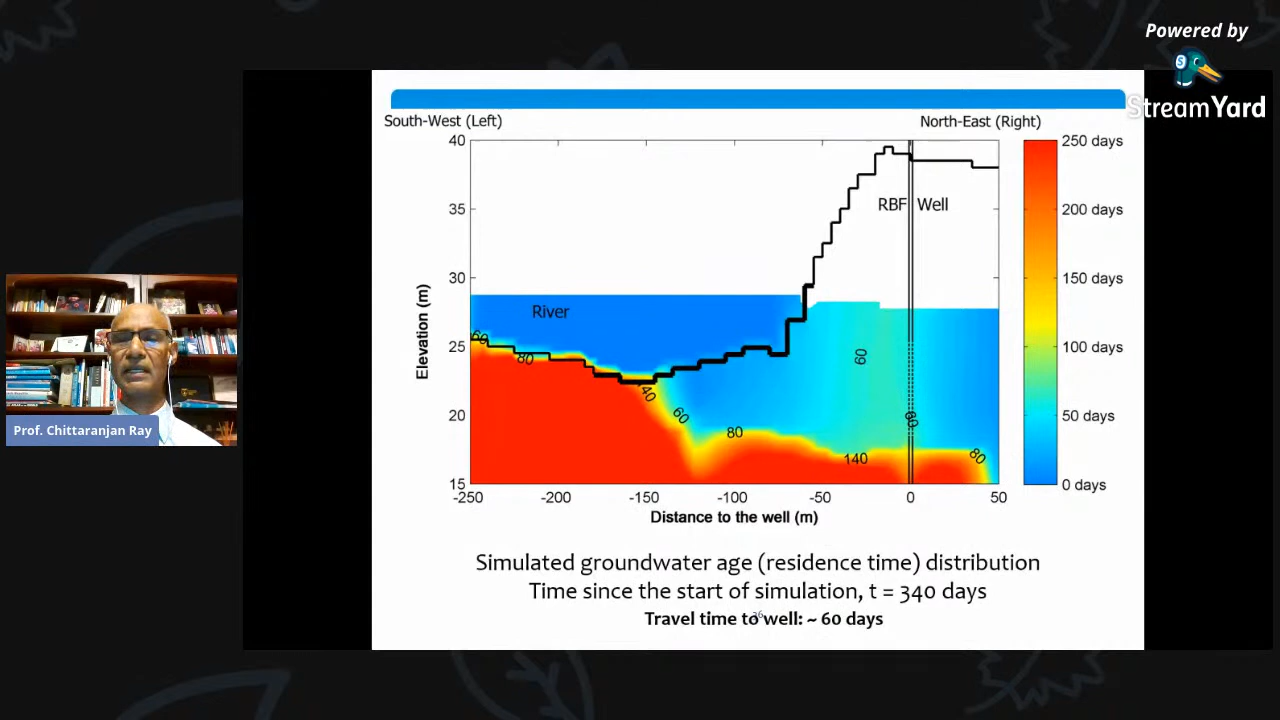 Powered by
StreamYard
South-West (Left)
North-East (Right)
40
35
30
25
20
15
Elevation (m)
RBF Well
River
60
80
40
60
80
60
60
140
80
-250
-200
-150
-100
-50
0
50
Distance to the well (m)
250 days
200 days
150 days
100 days
50 days
0 days
Simulated groundwater age (residence time) distribution
Time since the start of simulation, t = 340 days
Travel time to well: ~ 60 days
36
Prof. Chittaranjan Ray